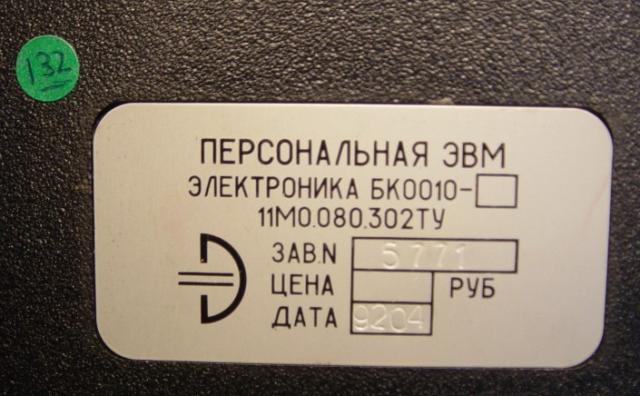 132
ПЕРСОНАЛЬНАЯ ЭВМ
ЭЛЕКТРОНИКА БК0010-
11М0.080.302ТУ
ЗАВ.N 5771
ЦЕНА РУБ
ДАТА 9204